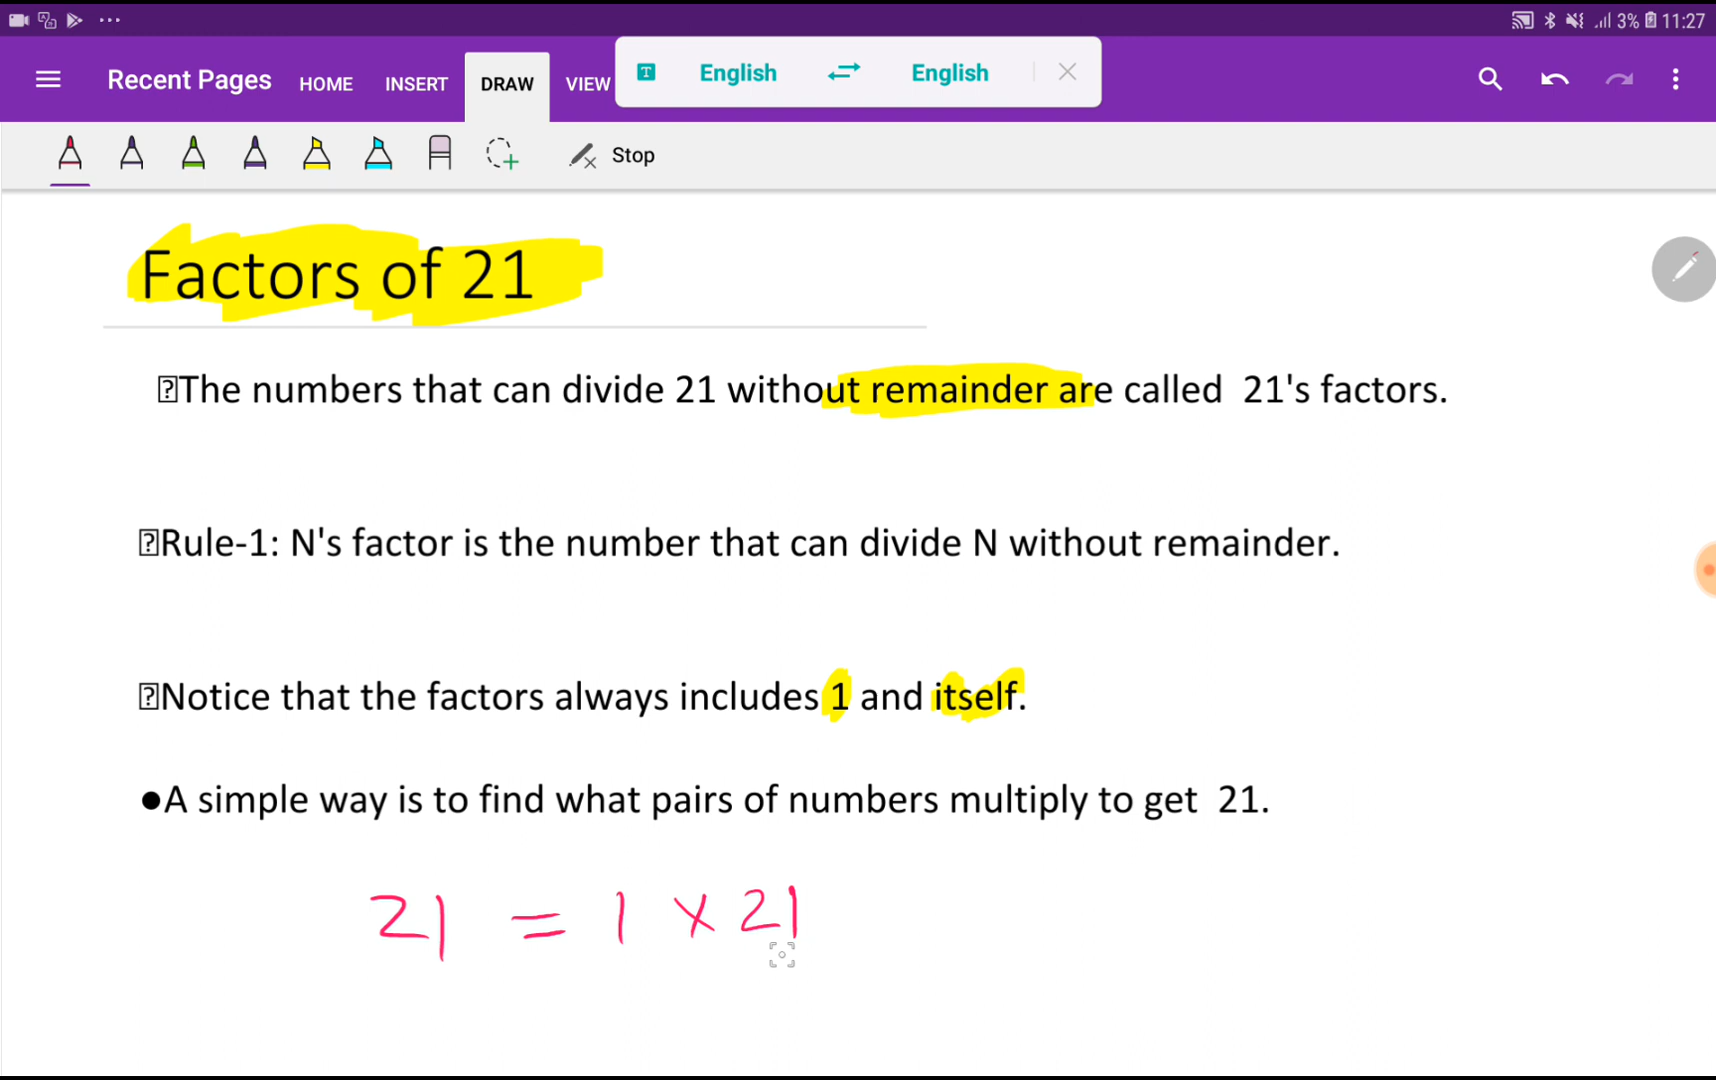 3% 11:27
Recent Pages HOME INSERT DRAW VIEW English English
Stop
Factors of 21
The numbers that can divide 21 without remainder are called 21's factors.
Rule-1: N's factor is the number that can divide N without remainder.
Notice that the factors always includes 1 and itself.
●A simple way is to find what pairs of numbers multiply to get 21.
21 = 1 × 21